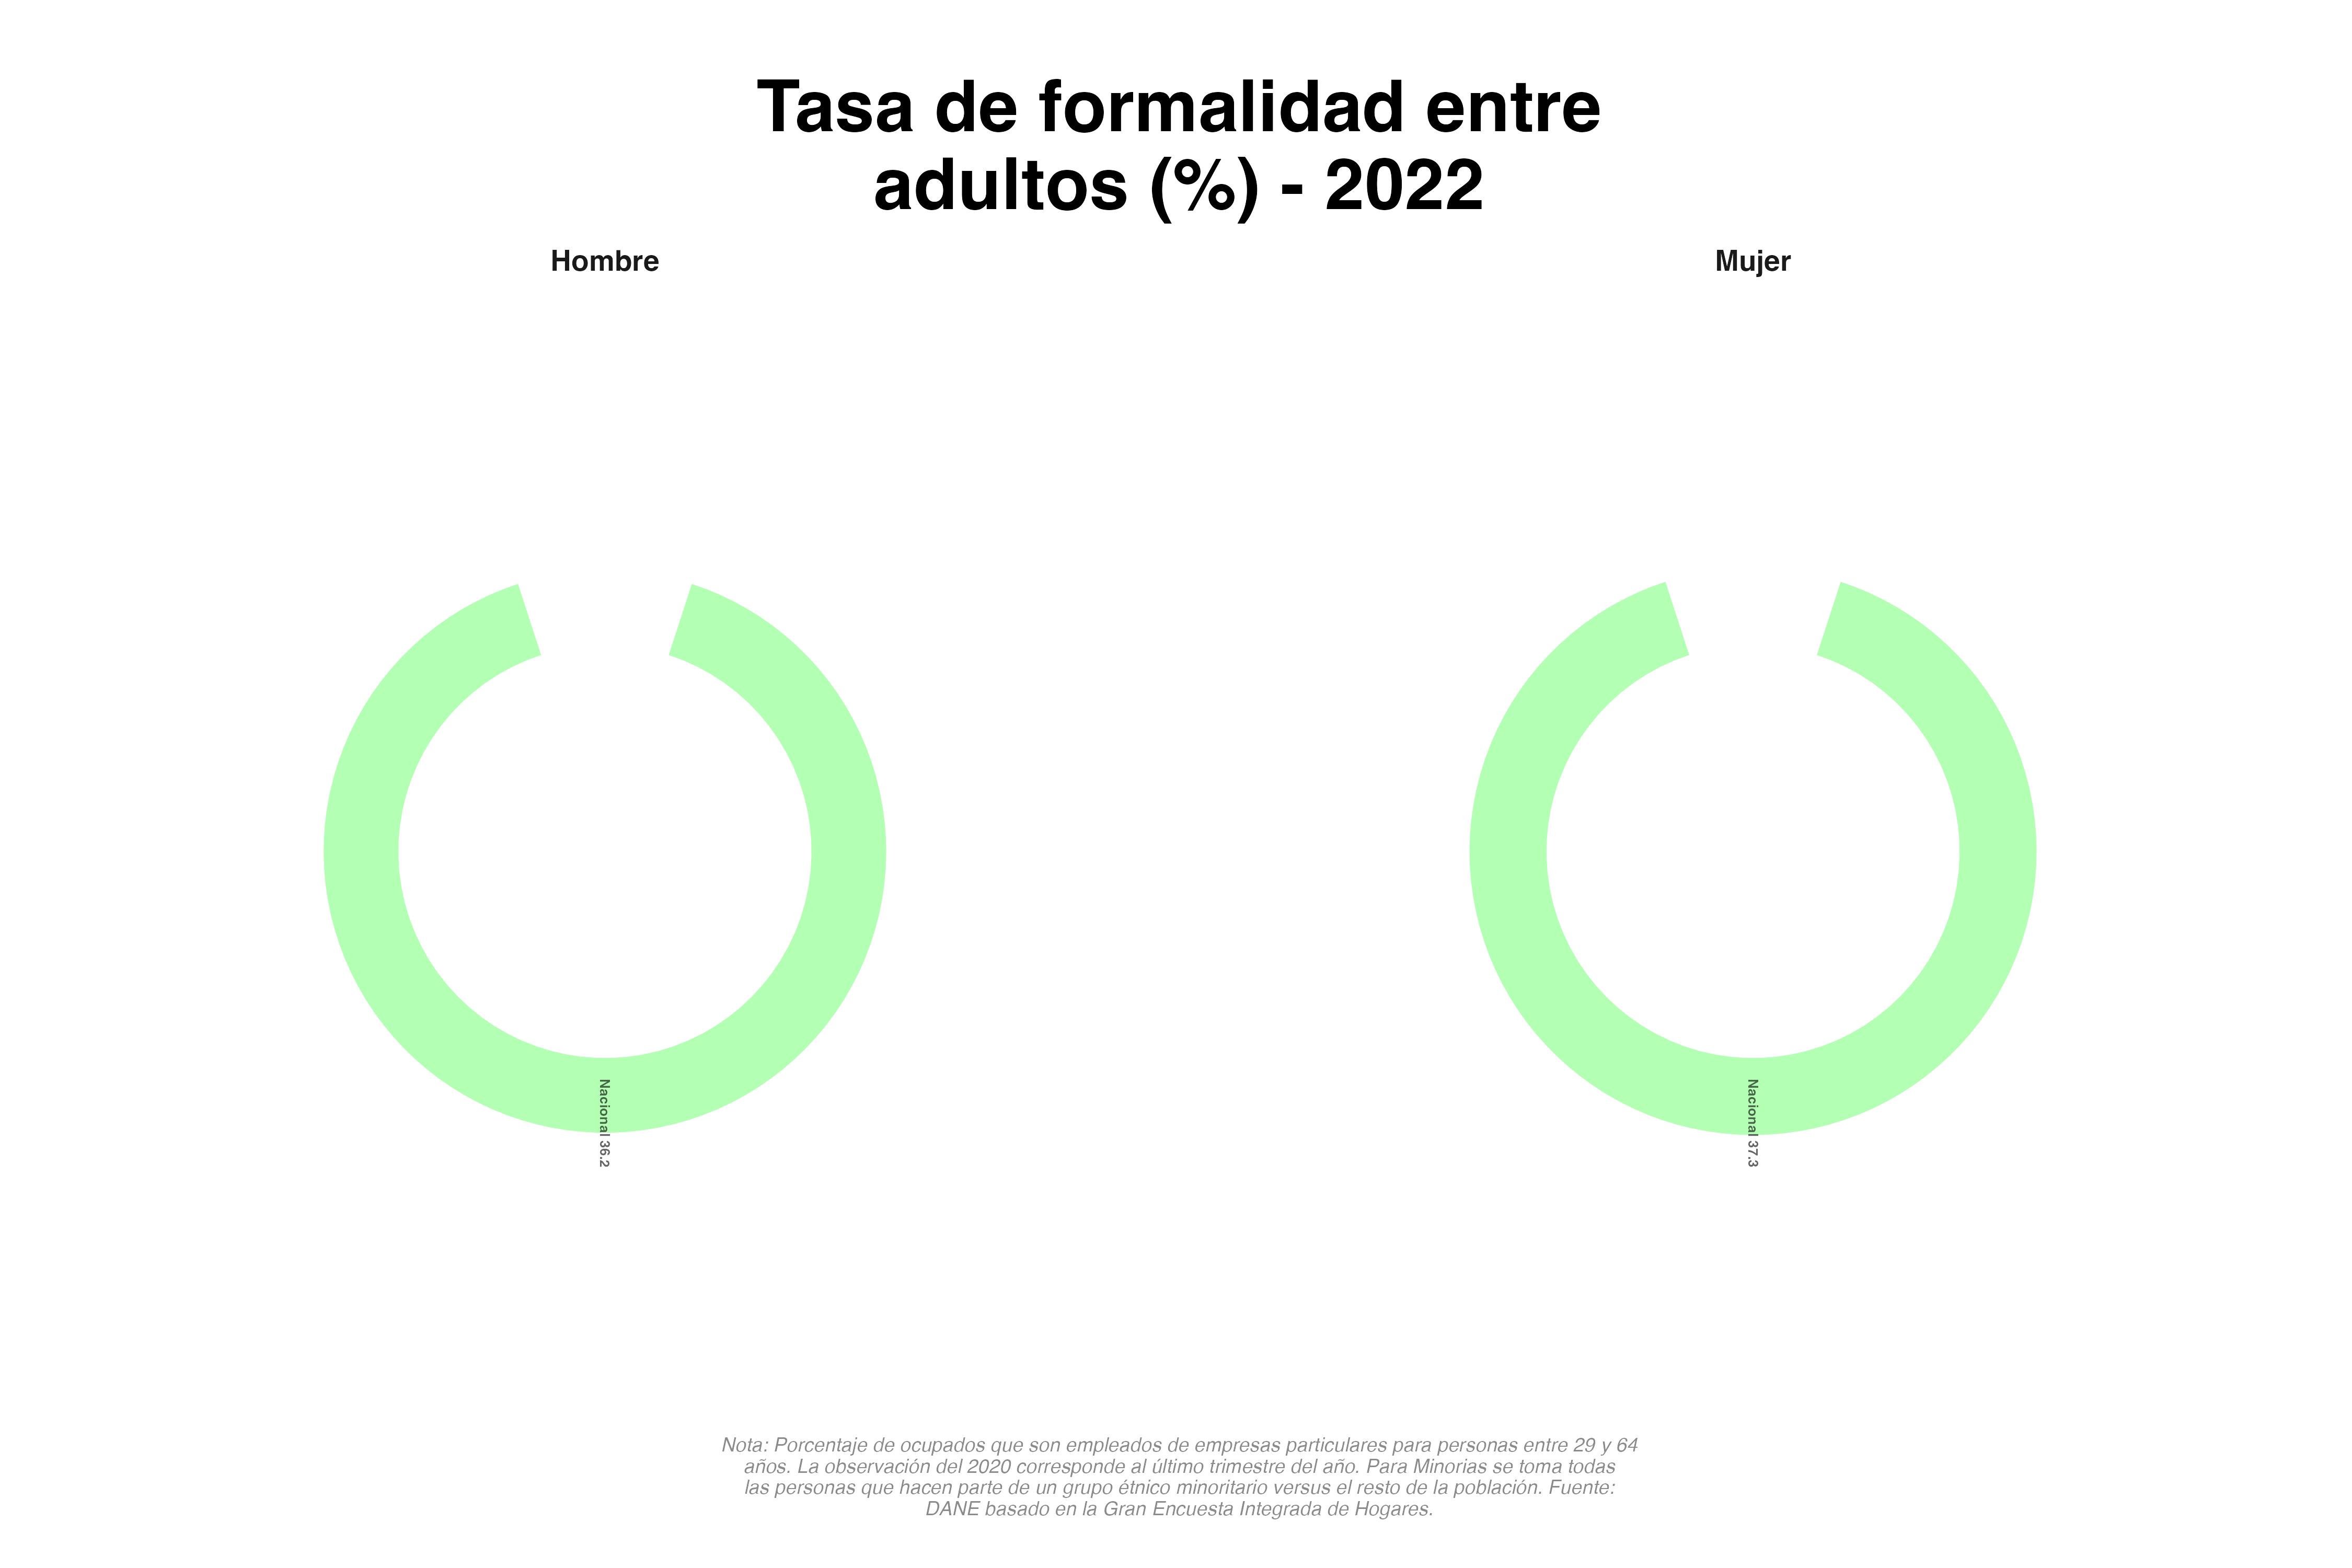 Tasa de formalidad entre
adultos (%) - 2022
Hombre
Mujer
Nacional 36.2
Nacional 37.3
Nota: Porcentaje de ocupados que son empleados de empresas particulares para personas entre 29 y 64
años. La observación del 2020 corresponde al último trimestre del año. Para Minorias se toma todas
las personas que hacen parte de un grupo étnico minoritario versus el resto de la población. Fuente:
DANE basado en la Gran Encuesta Integrada de Hogares.